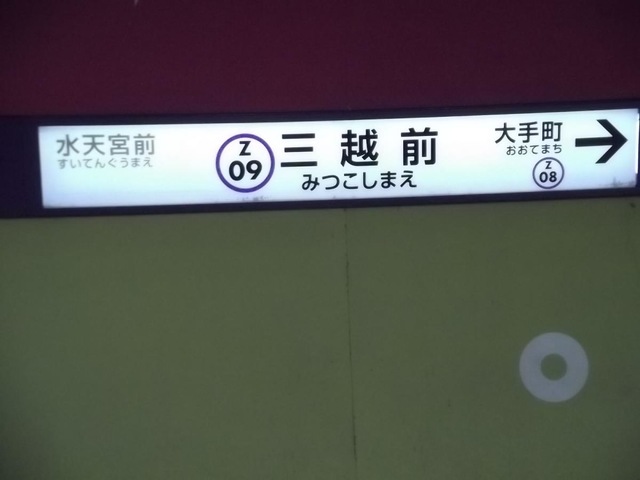 水天宮前
すいてんぐうまえ
Z
09
三越前
みつこしまえ
大手町
おおてまち
Z
08